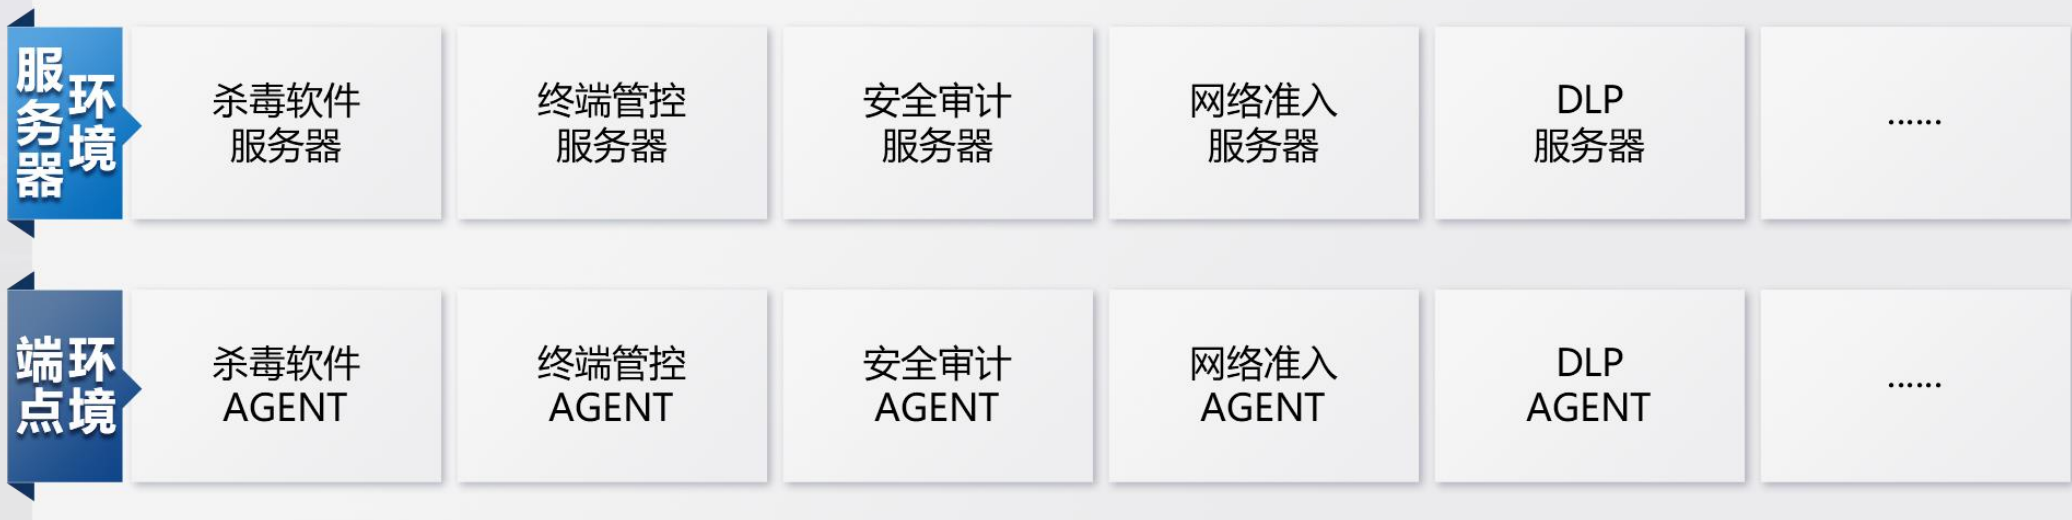 服务器
环境
杀毒软件
服务器
终端管控
服务器
安全审计
服务器
网络准入
服务器
DLP
服务器
......
端点
环境
杀毒软件
AGENT
终端管控
AGENT
安全审计
AGENT
网络准入
AGENT
DLP
AGENT
......